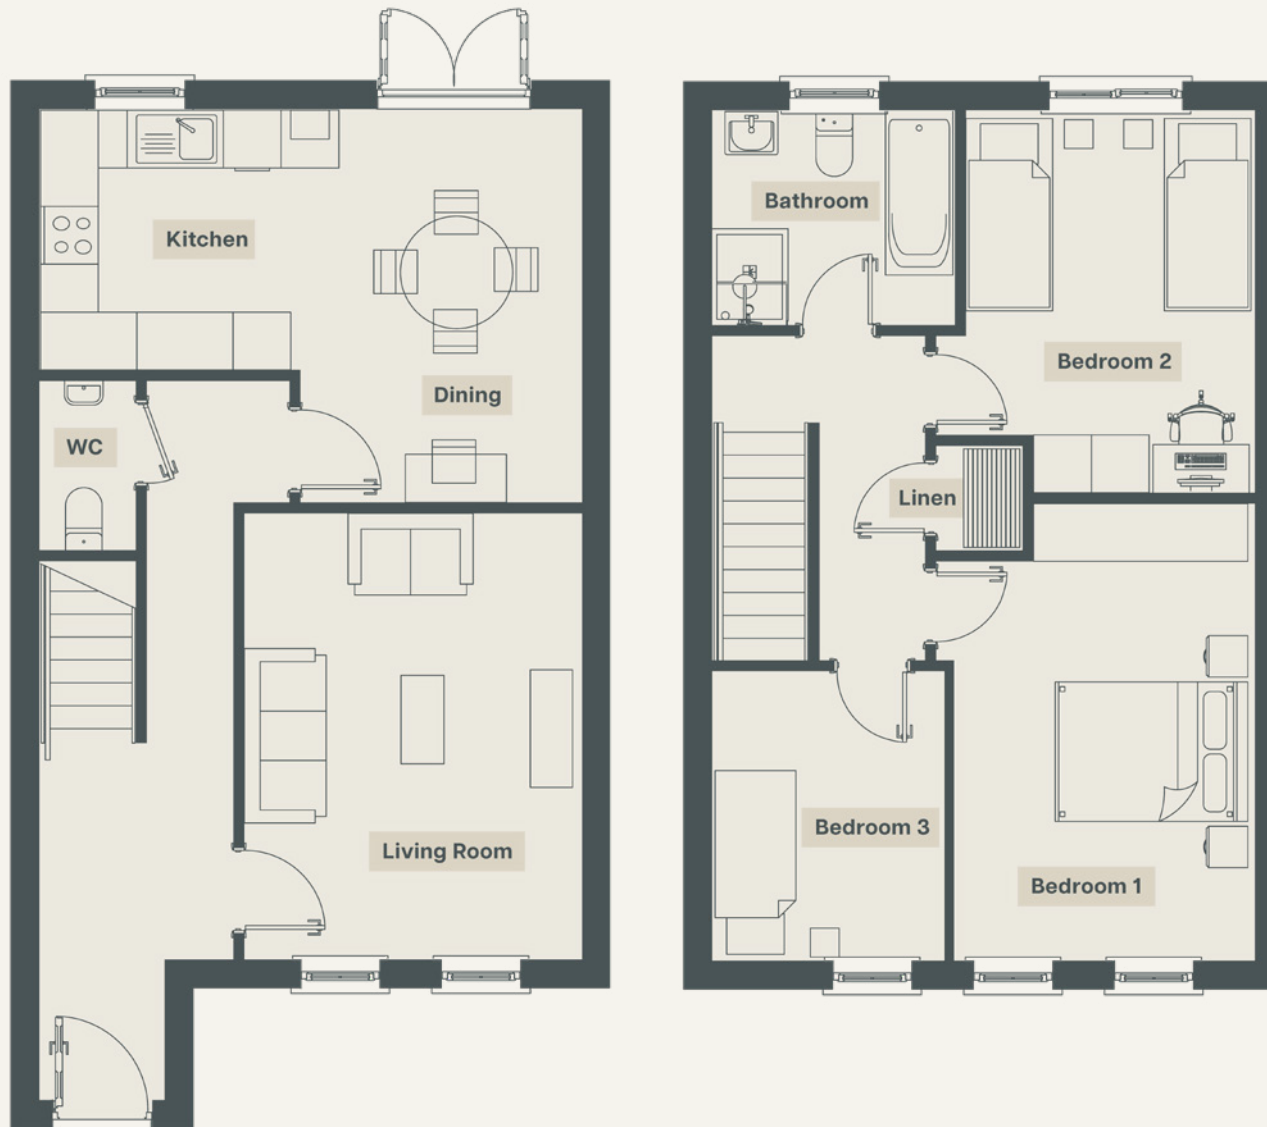 Kitchen
Dining
WC
Living Room
Bathroom
Bedroom 2
Linen
Bedroom 3
Bedroom 1